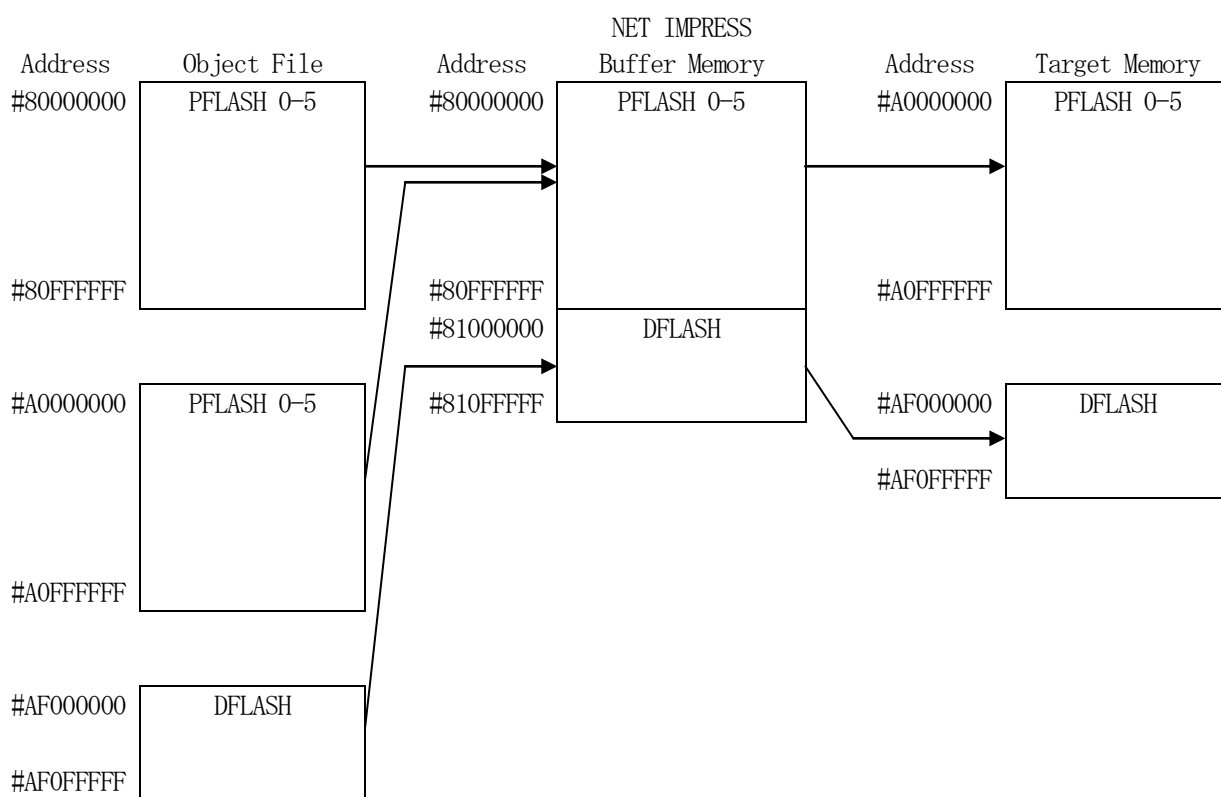 NET IMPRESS
Address Object File Address Buffer Memory Address Target Memory
#80000000 PFLASH 0-5 #80000000 PFLASH 0-5 #A0000000 PFLASH 0-5
#80FFFFFF #80FFFFFF #A0FFFFFF
#81000000 DFLASH
#A0000000 PFLASH 0-5 #810FFFFF #AF000000 DFLASH
#AF0FFFFF
#A0FFFFFF
#AF000000 DFLASH
#AF0FFFFF